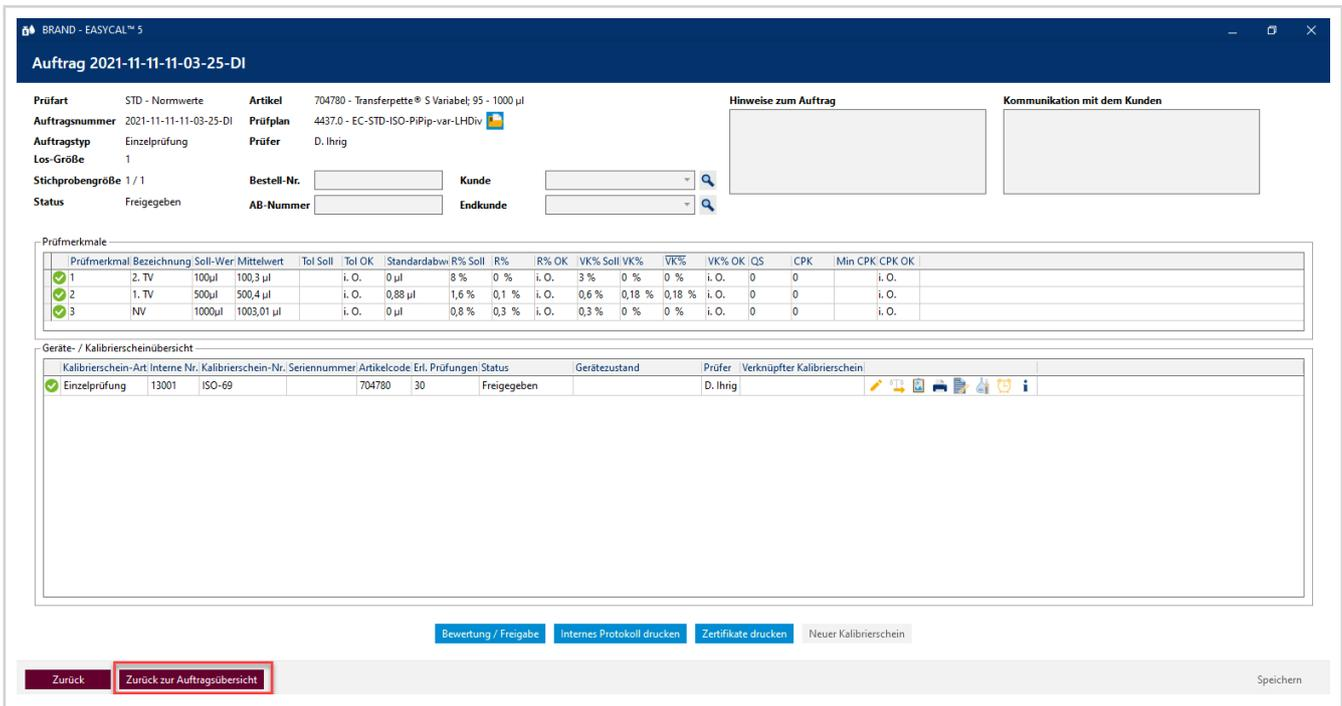 BRAND - EASYCAL™ 5
Auftrag 2021-11-11-11-03-25-DI
Prüfart STD - Normwerte Artikel 704780 - Transferpette® S Variabel; 95 - 1000 µl Hinweise zum Auftrag Kommunikation mit dem Kunden
Auftragsnummer 2021-11-11-11-03-25-DI Prüfplan 4437.0 - EC-STD-ISO-PiPip-var-LHDiv
Auftragstyp Einzelprüfung Prüfer D. Ihrig
Los-Größe 1
Stichprobengröße 1 / 1 Bestell-Nr. Kunde
Status Freigegeben AB-Nummer Endkunde
Prüfmerkmale
Prüfmerkmal Bezeichnung Soll-Wer Mittelwert Tol Soll Tol OK Standardabw R% Soll R% R% OK VK% Soll VK% VK% VK% OK QS CPK Min CPK CPK OK
1 2. TV 100µl 100,3 µl i. O. 0 µl 8 % 0 % i. O. 3 % 0 % 0 % i. O. 0 0 i. O.
2 1. TV 500µl 500,4 µl i. O. 0,88 µl 1,6 % 0,1 % i. O. 0,6 % 0,18 % 0,18 % i. O. 0 0 i. O.
3 NV 1000µl 1003,01 µl i. O. 0 µl 0,8 % 0,3 % i. O. 0,3 % 0 % 0 % i. O. 0 0 i. O.
Geräte- / Kalibrierscheinübersicht
Kalibrierschein-Art Interne Nr. Kalibrierschein-Nr. Seriennummer Artikelcode Erl. Prüfungen Status Gerätezustand Prüfer Verknüpfter Kalibrierschein
Einzelprüfung 13001 ISO-69 704780 30 Freigegeben D. Ihrig
Bewertung / Freigabe Internes Protokoll drucken Zertifikate drucken Neuer Kalibrierschein
Zurück Zurück zur Auftragsübersicht Speichern